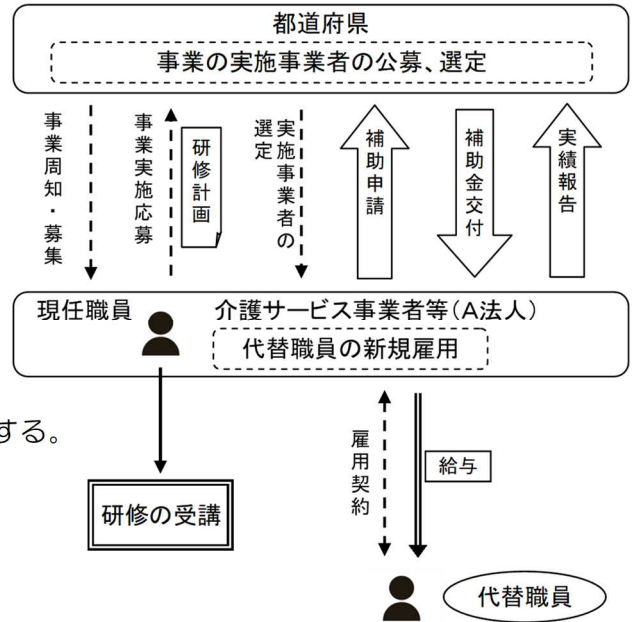 都道府県
事業の実施事業者の公募、選定
事業周知・募集
事業実施応募
研修計画
実施事業者の
選定
補助申請
補助金交付
実績報告
現任職員
介護サービス事業者等(A法人)
代替職員の新規雇用
する。
研修の受講
雇用契約
給与
代替職員